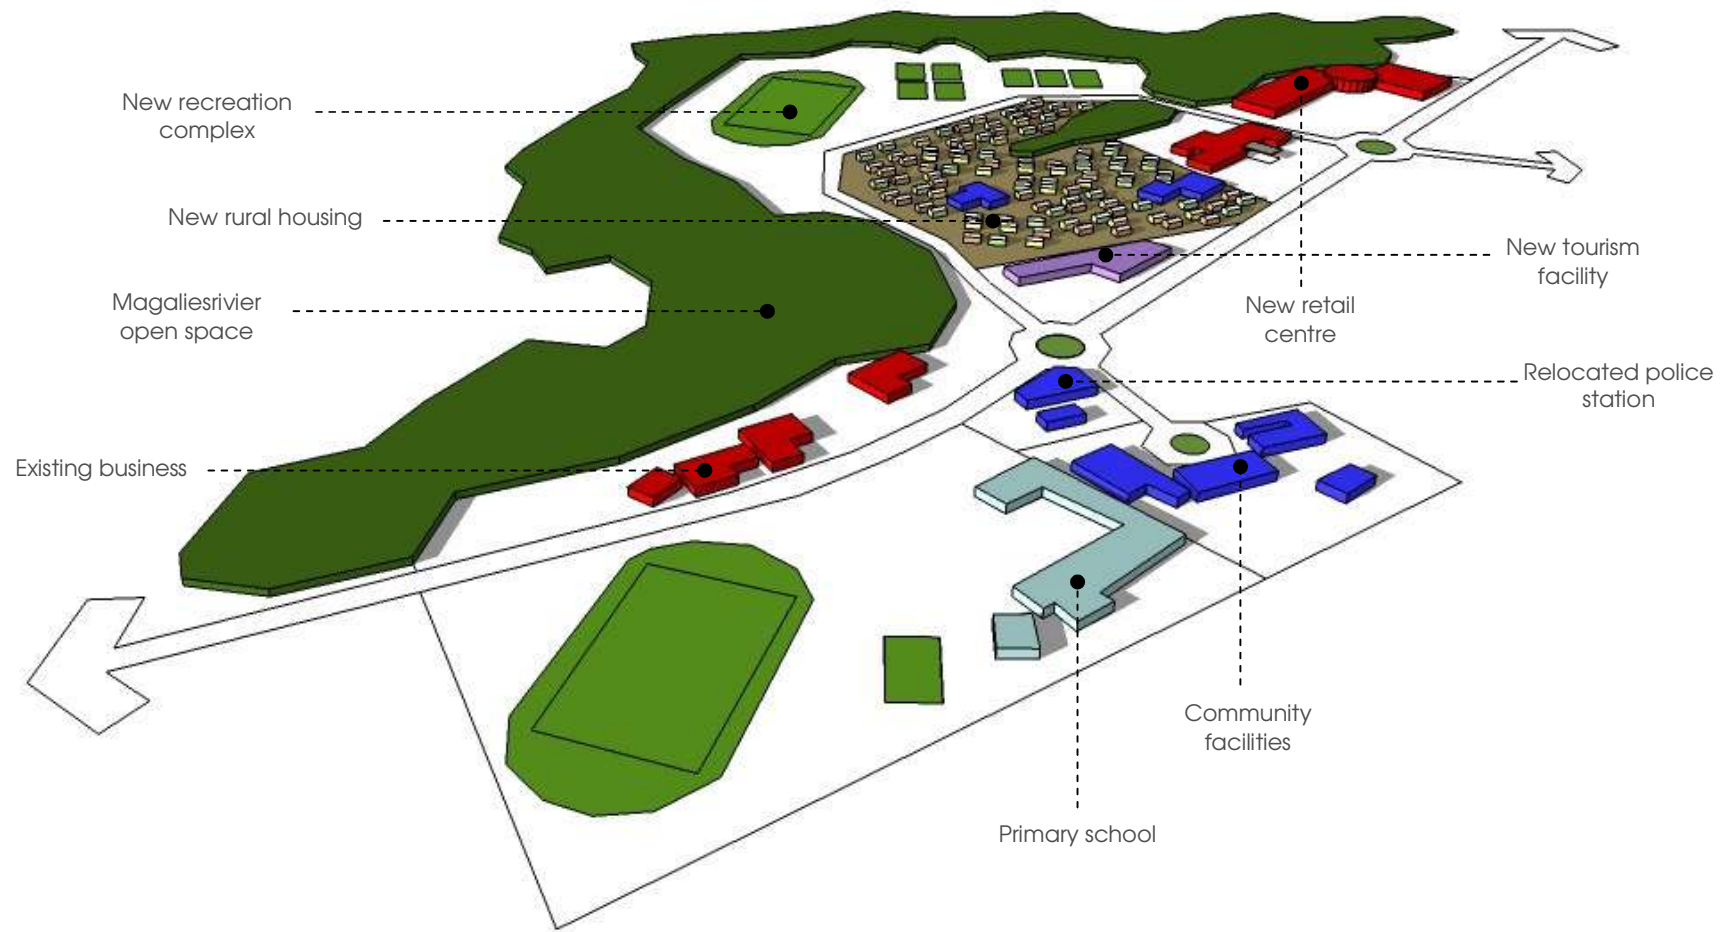 New recreation
complex
New rural housing
Magaliesrivier
open space
Existing business
New tourism
facility
New retail
centre
Relocated police
station
Community
facilities
Primary school